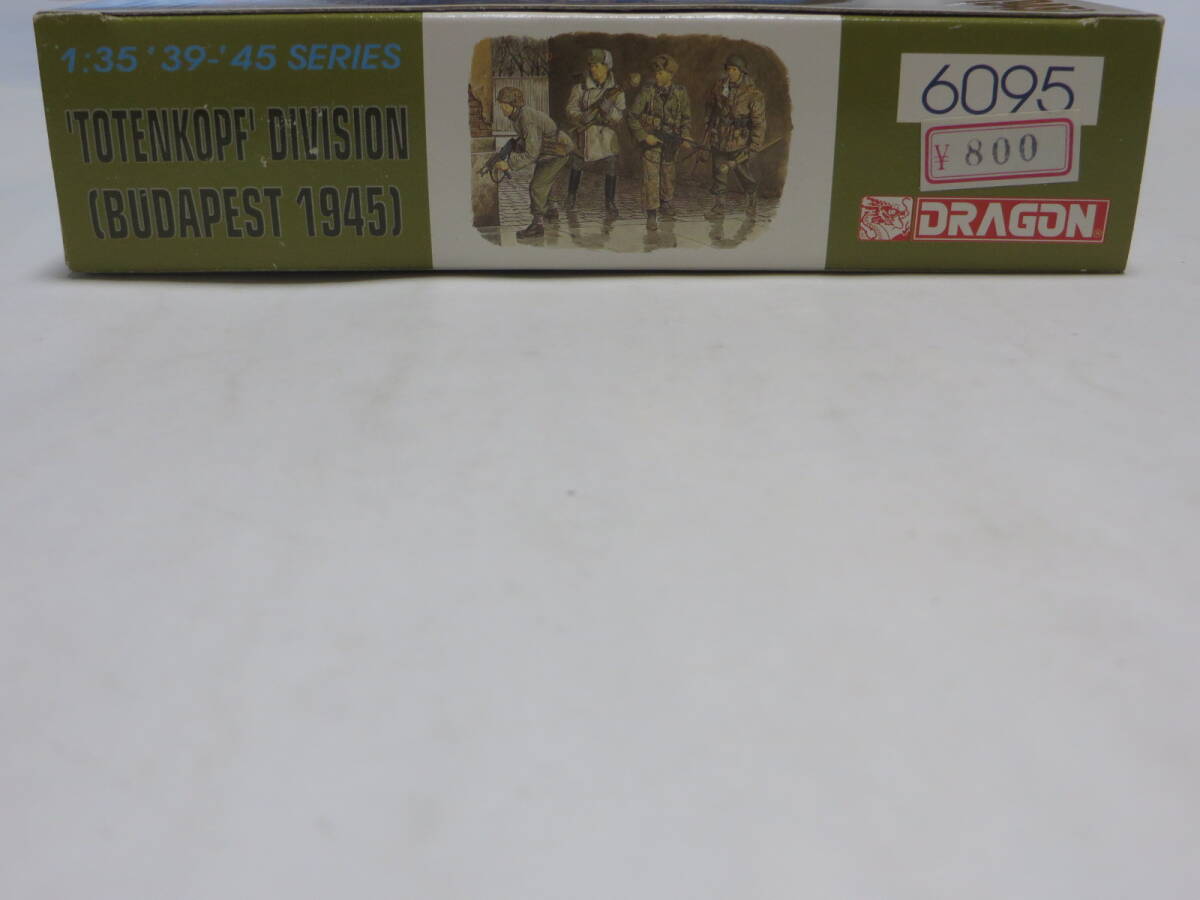 1:35 '39-'45 SERIES
'TOTENKOPF' DIVISION
(BUDAPEST 1945)
6095
¥ 800
DRAGON®